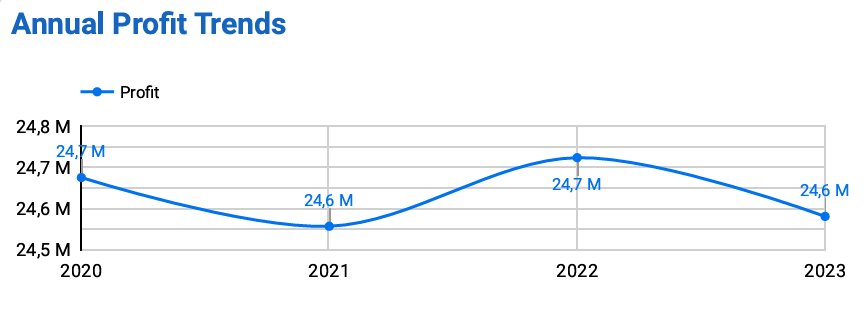 Annual Profit Trends
Profit
24,8 M
24,7 M
24,7 M
24,6 M
24,6 M
24,7 M
24,6 M
24,5 M
2020 2021 2022 2023